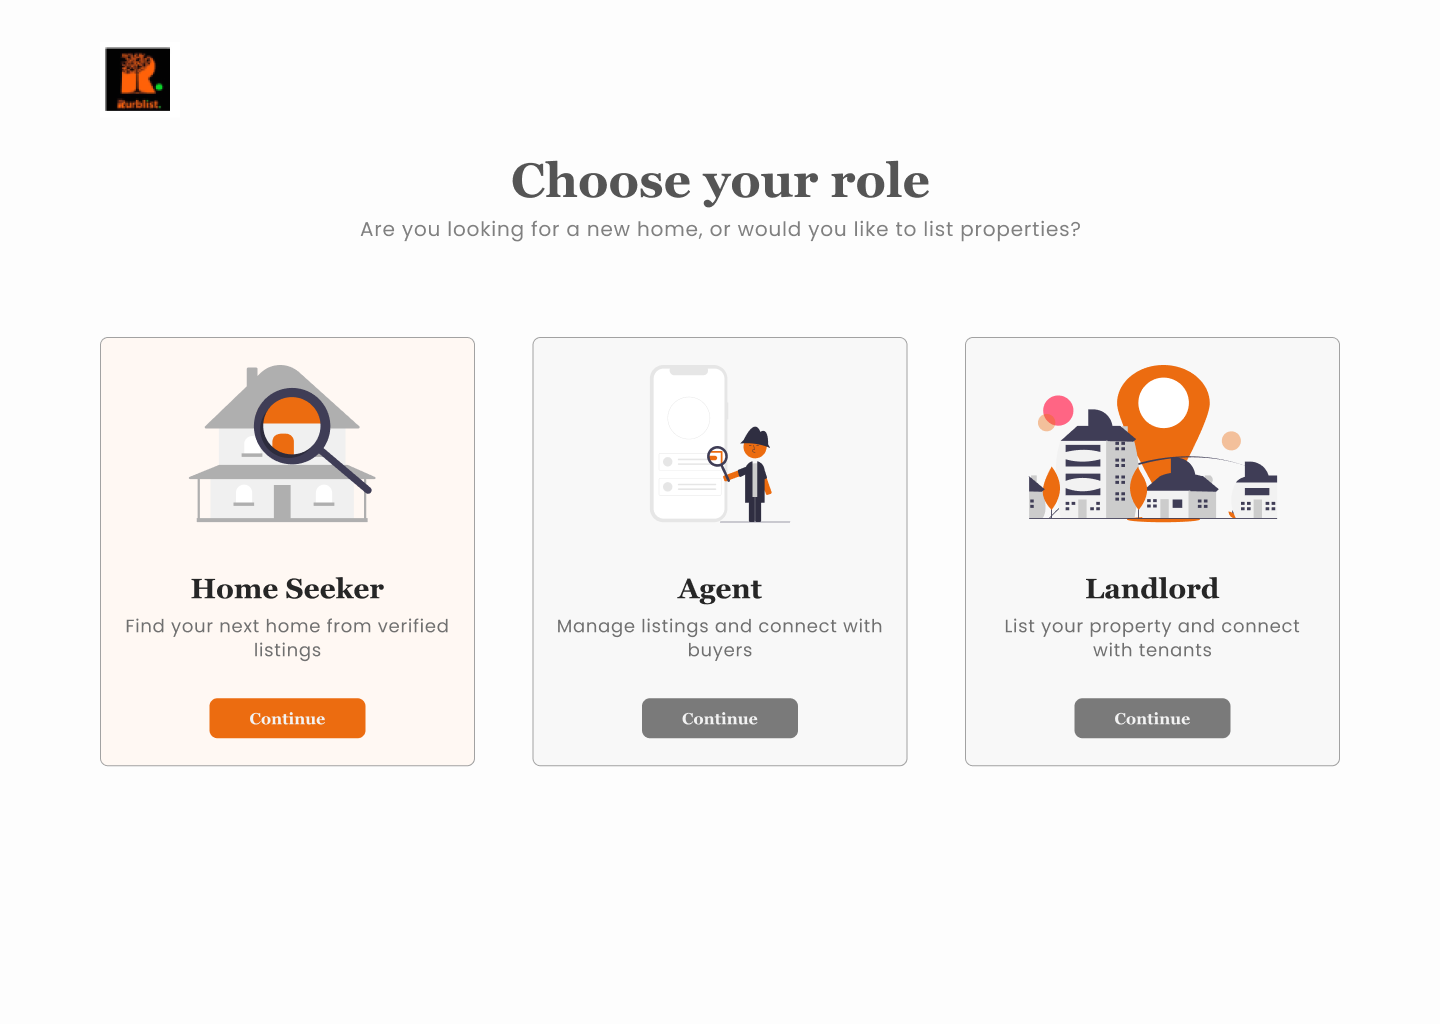 Rurblist.
Choose your role
Are you looking for a new home, or would you like to list properties?
Home Seeker
Find your next home from verified
listings
Continue
Agent
Manage listings and connect with
buyers
Continue
Landlord
List your property and connect
with tenants
Continue